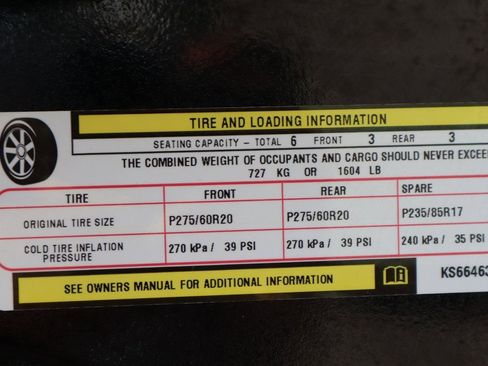 TIRE AND LOADING INFORMATION
SEATING CAPACITY – TOTAL 6 FRONT 3 REAR 3
THE COMBINED WEIGHT OF OCCUPANTS AND CARGO SHOULD NEVER EXCEE
727 KG OR 1604 LB
TIRE FRONT REAR SPARE
ORIGINAL TIRE SIZE P275/60R20 P275/60R20 P235/85R17
COLD TIRE INFLATION PRESSURE 270 kPa / 39 PSI 270 kPa / 39 PSI 240 kPa / 35 PSI
SEE OWNERS MANUAL FOR ADDITIONAL INFORMATION
KS66463